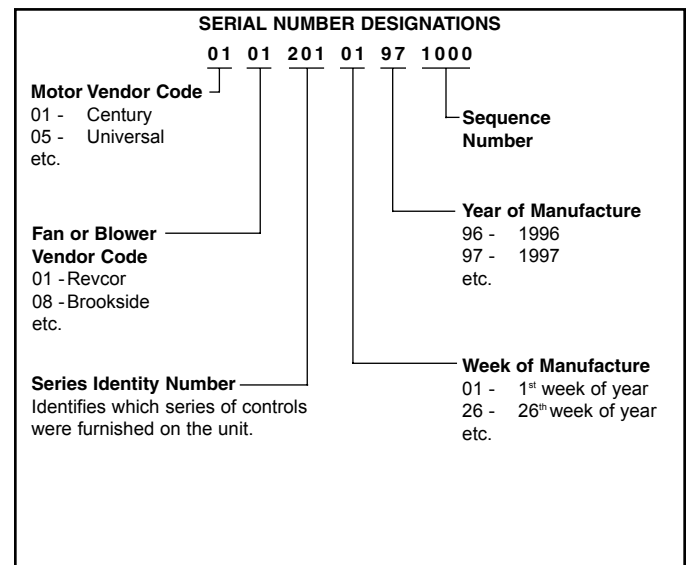 SERIAL NUMBER DESIGNATIONS
01 01 201 01 97 1000
Motor Vendor Code
01 - Century
05 - Universal
etc.
Sequence
Number
Fan or Blower
Vendor Code
01 -Revcor
08 -Brookside
etc.
Year of Manufacture
96 - 1996
97 - 1997
etc.
Series Identity Number
Identifies which series of controls
were furnished on the unit.
Week of Manufacture
01 - 1st week of year
26 - 26th week of year
etc.